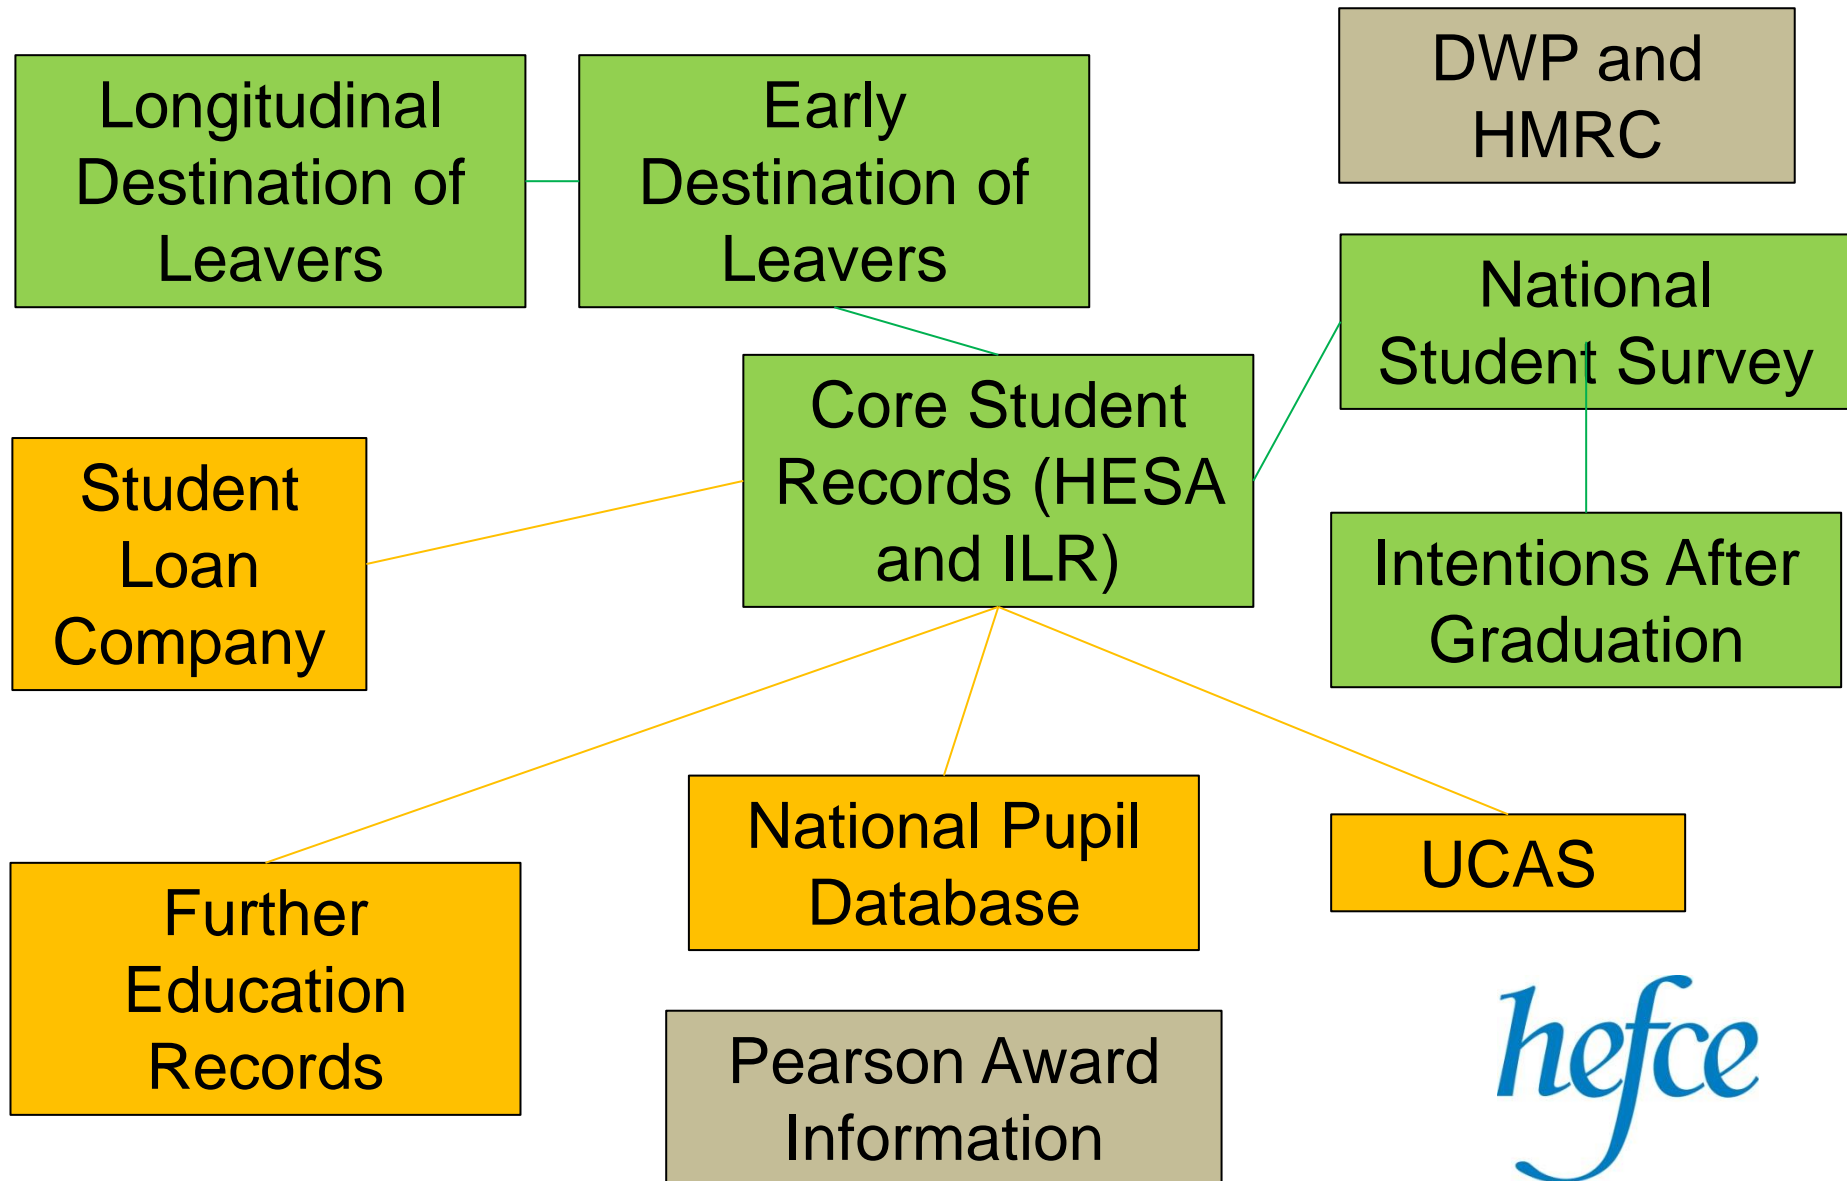 Longitudinal
Destination of
Leavers
Early
Destination of
Leavers
DWP and
HMRC
National
Student Survey
Core Student
Records (HESA
and ILR)
Student
Loan
Company
Intentions After
Graduation
National Pupil
Database
UCAS
Further
Education
Records
Pearson Award
Information
hefce